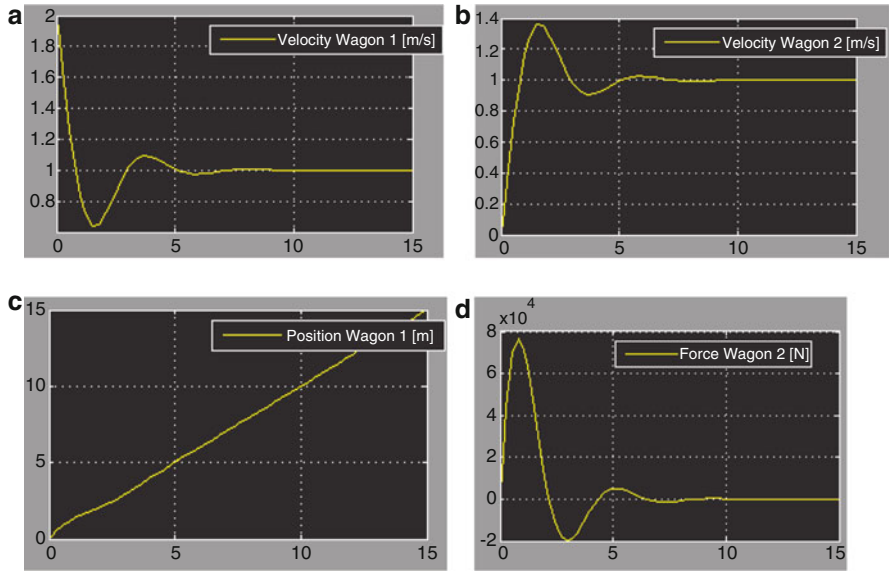 a
2
1.8
1.6
1.4
1.2
1
0.8
Velocity Wagon 1 [m/s]
0 5 10 15
b
1.4
1.2
1
0.8
0.6
0.4
0.2
0
Velocity Wagon 2 [m/s]
0 5 10 15
c
15
10
5
0
Position Wagon 1 [m]
0 5 10 15
d
x10 4
8
6
4
2
0
-2
Force Wagon 2 [N]
0 5 10 15